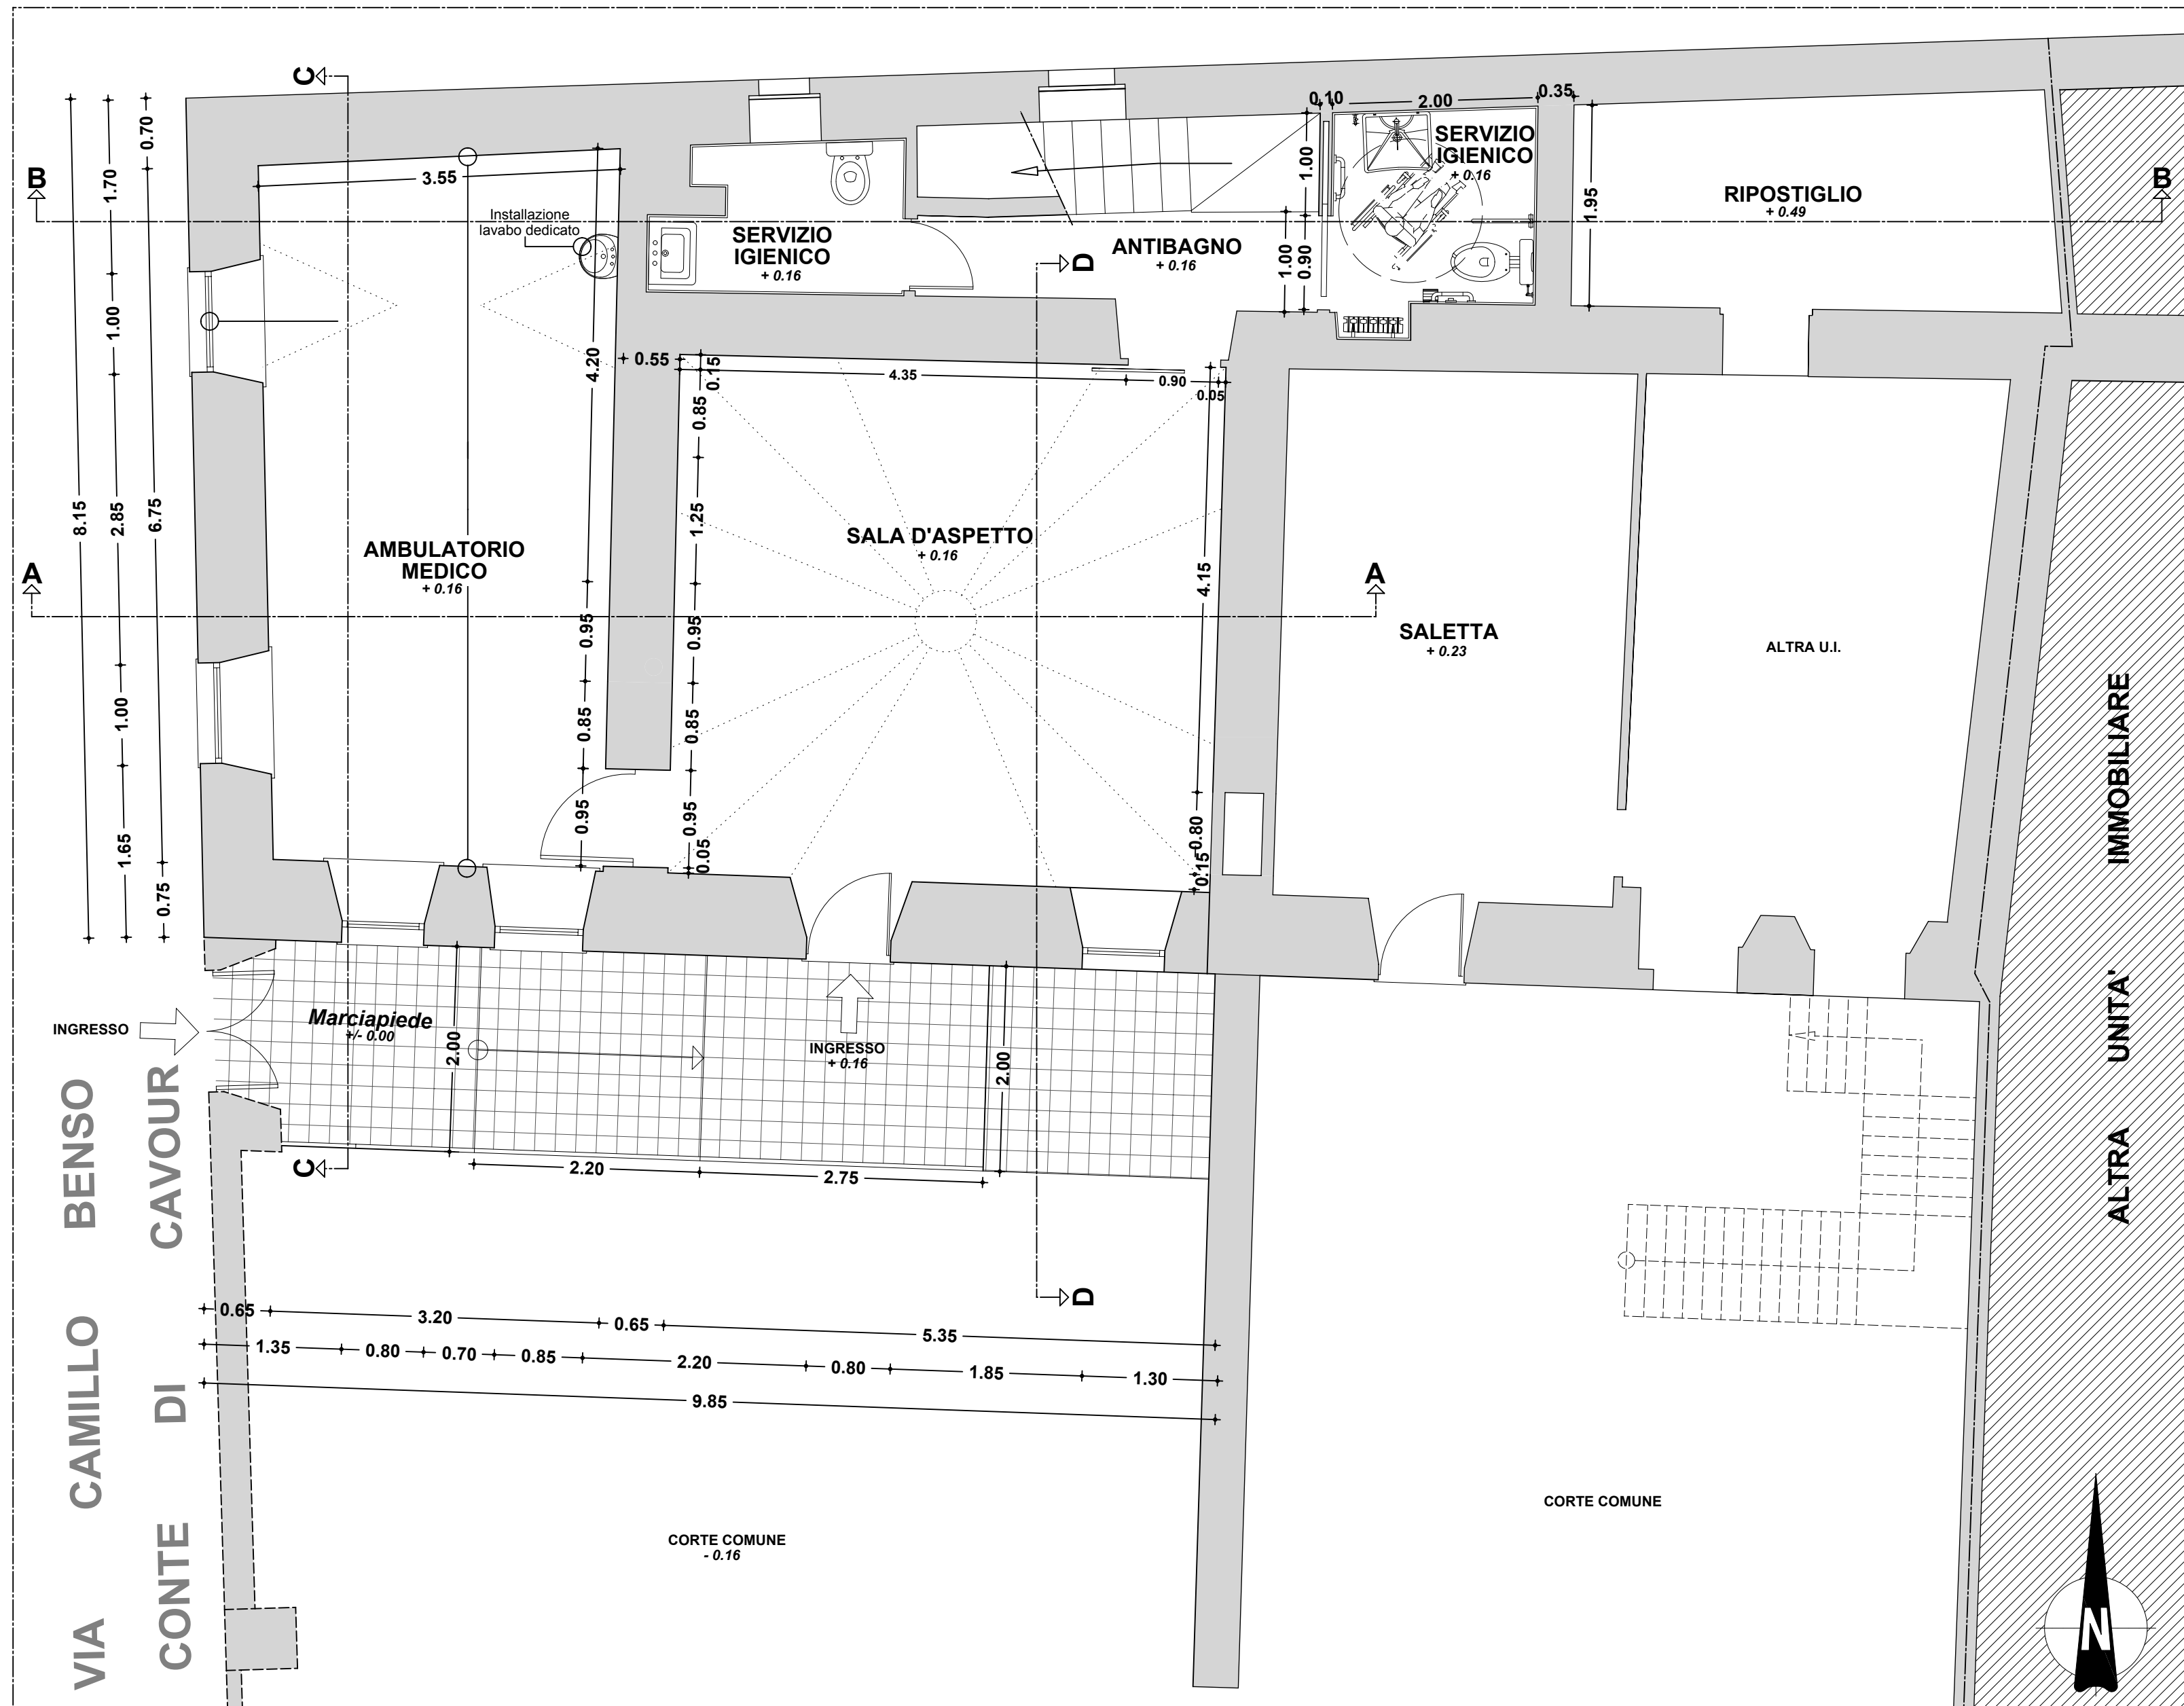 C
0.10
2.00
0.35
0.70
1.70
B
3.55
Installazione
lavabo dedicato
SERVIZIO
IGIENICO
+ 0.16
ANTIBAGNO
+ 0.16
D
1.00
1.00
0.90
SERVIZIO
IGIENICO
+ 0.16
1.95
RIPOSTIGLIO
+ 0.49
B
1.00
4.20
0.55
0.15
4.35
0.90
0.05
0.85
8.15
2.85
6.75
1.25
AMBULATORIO
MEDICO
+ 0.16
SALA D'ASPETTO
+ 0.16
4.15
A
A
SALETTA
+ 0.23
ALTRA U.I.
0.95
0.95
1.00
0.85
0.85
1.65
0.95
0.95
0.05
0.80
0.15
0.75
ALTRA UNITA' IMMOBILIARE
INGRESSO
Marciapiede
+/- 0.00
2.00
INGRESSO
+ 0.16
2.00
C
2.20
2.75
D
0.65
3.20
0.65
5.35
1.35
0.80
0.70
0.85
2.20
0.80
1.85
1.30
9.85
VIA CAMILLO BENSO
CONTE DI CAVOUR
CORTE COMUNE
- 0.16
CORTE COMUNE
N